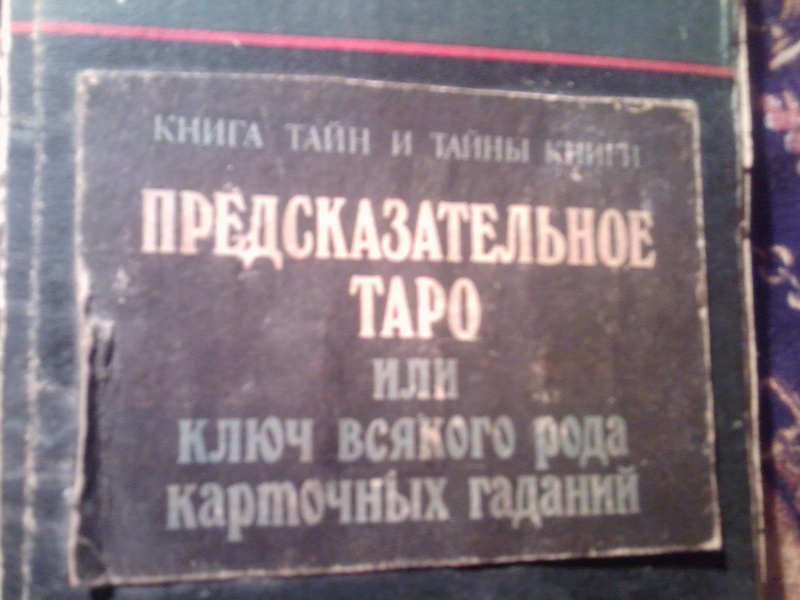 КНИГА ТАЙН И ТАЙНЫ КНИГИ
ПРЕДСКАЗАТЕЛЬНОЕ
ТАРО
ИЛИ
КЛЮЧ ВСЯКОГО РОДА
КАРТОЧНЫХ ГАДАНИЙ